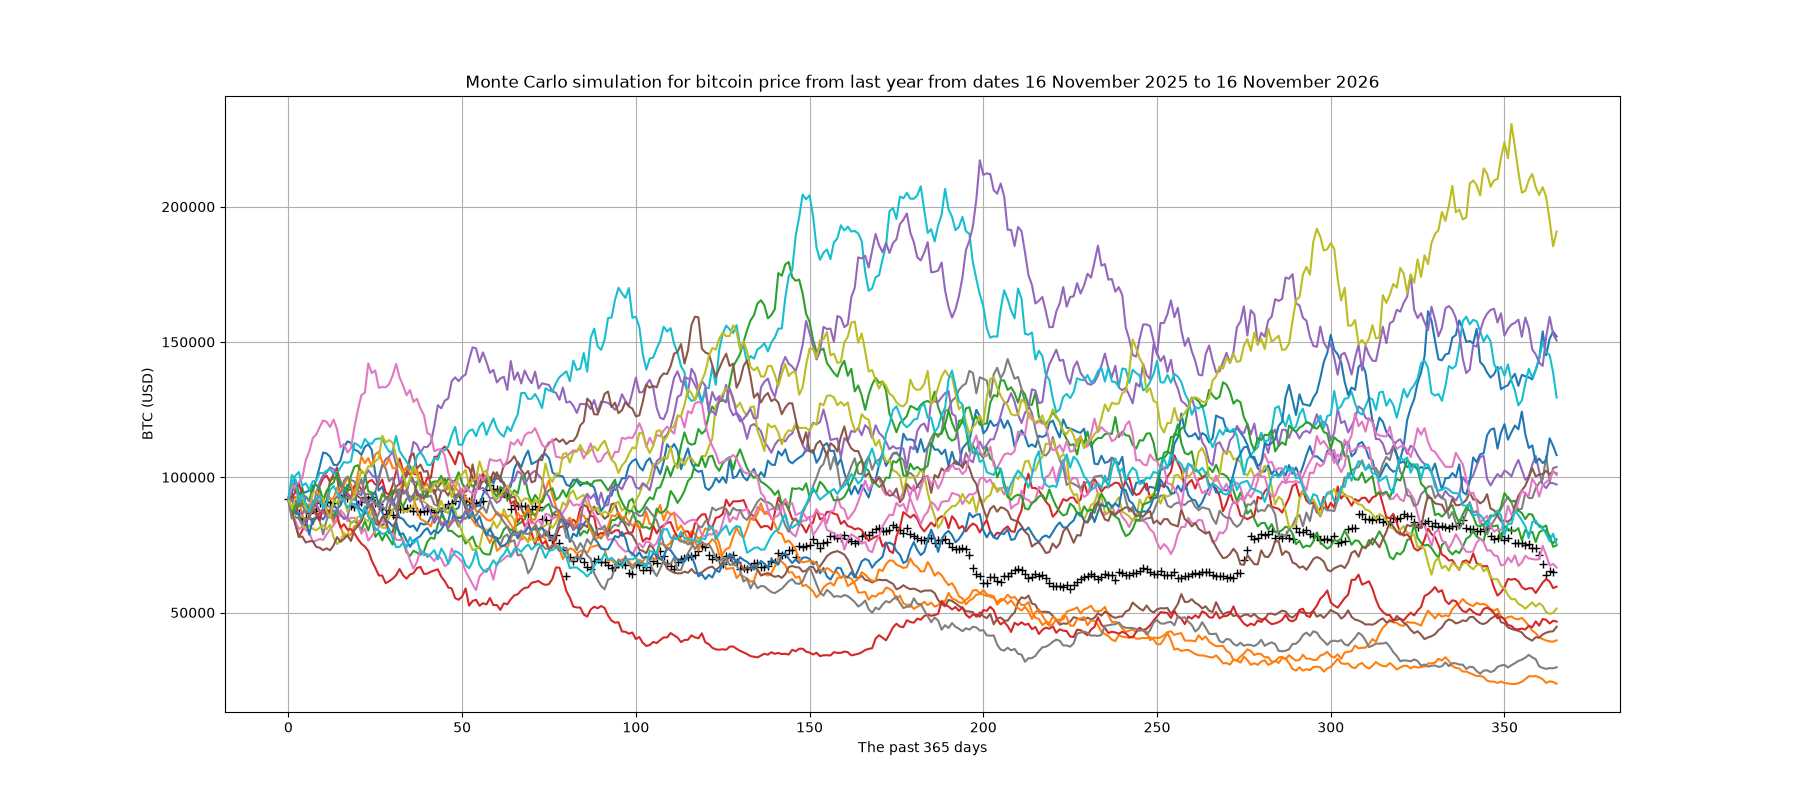 Monte Carlo simulation for bitcoin price from last year from dates 16 November 2025 to 16 November 2026
200000
150000
100000
50000
BTC (USD)
0 50 100 150 200 250 300 350
The past 365 days